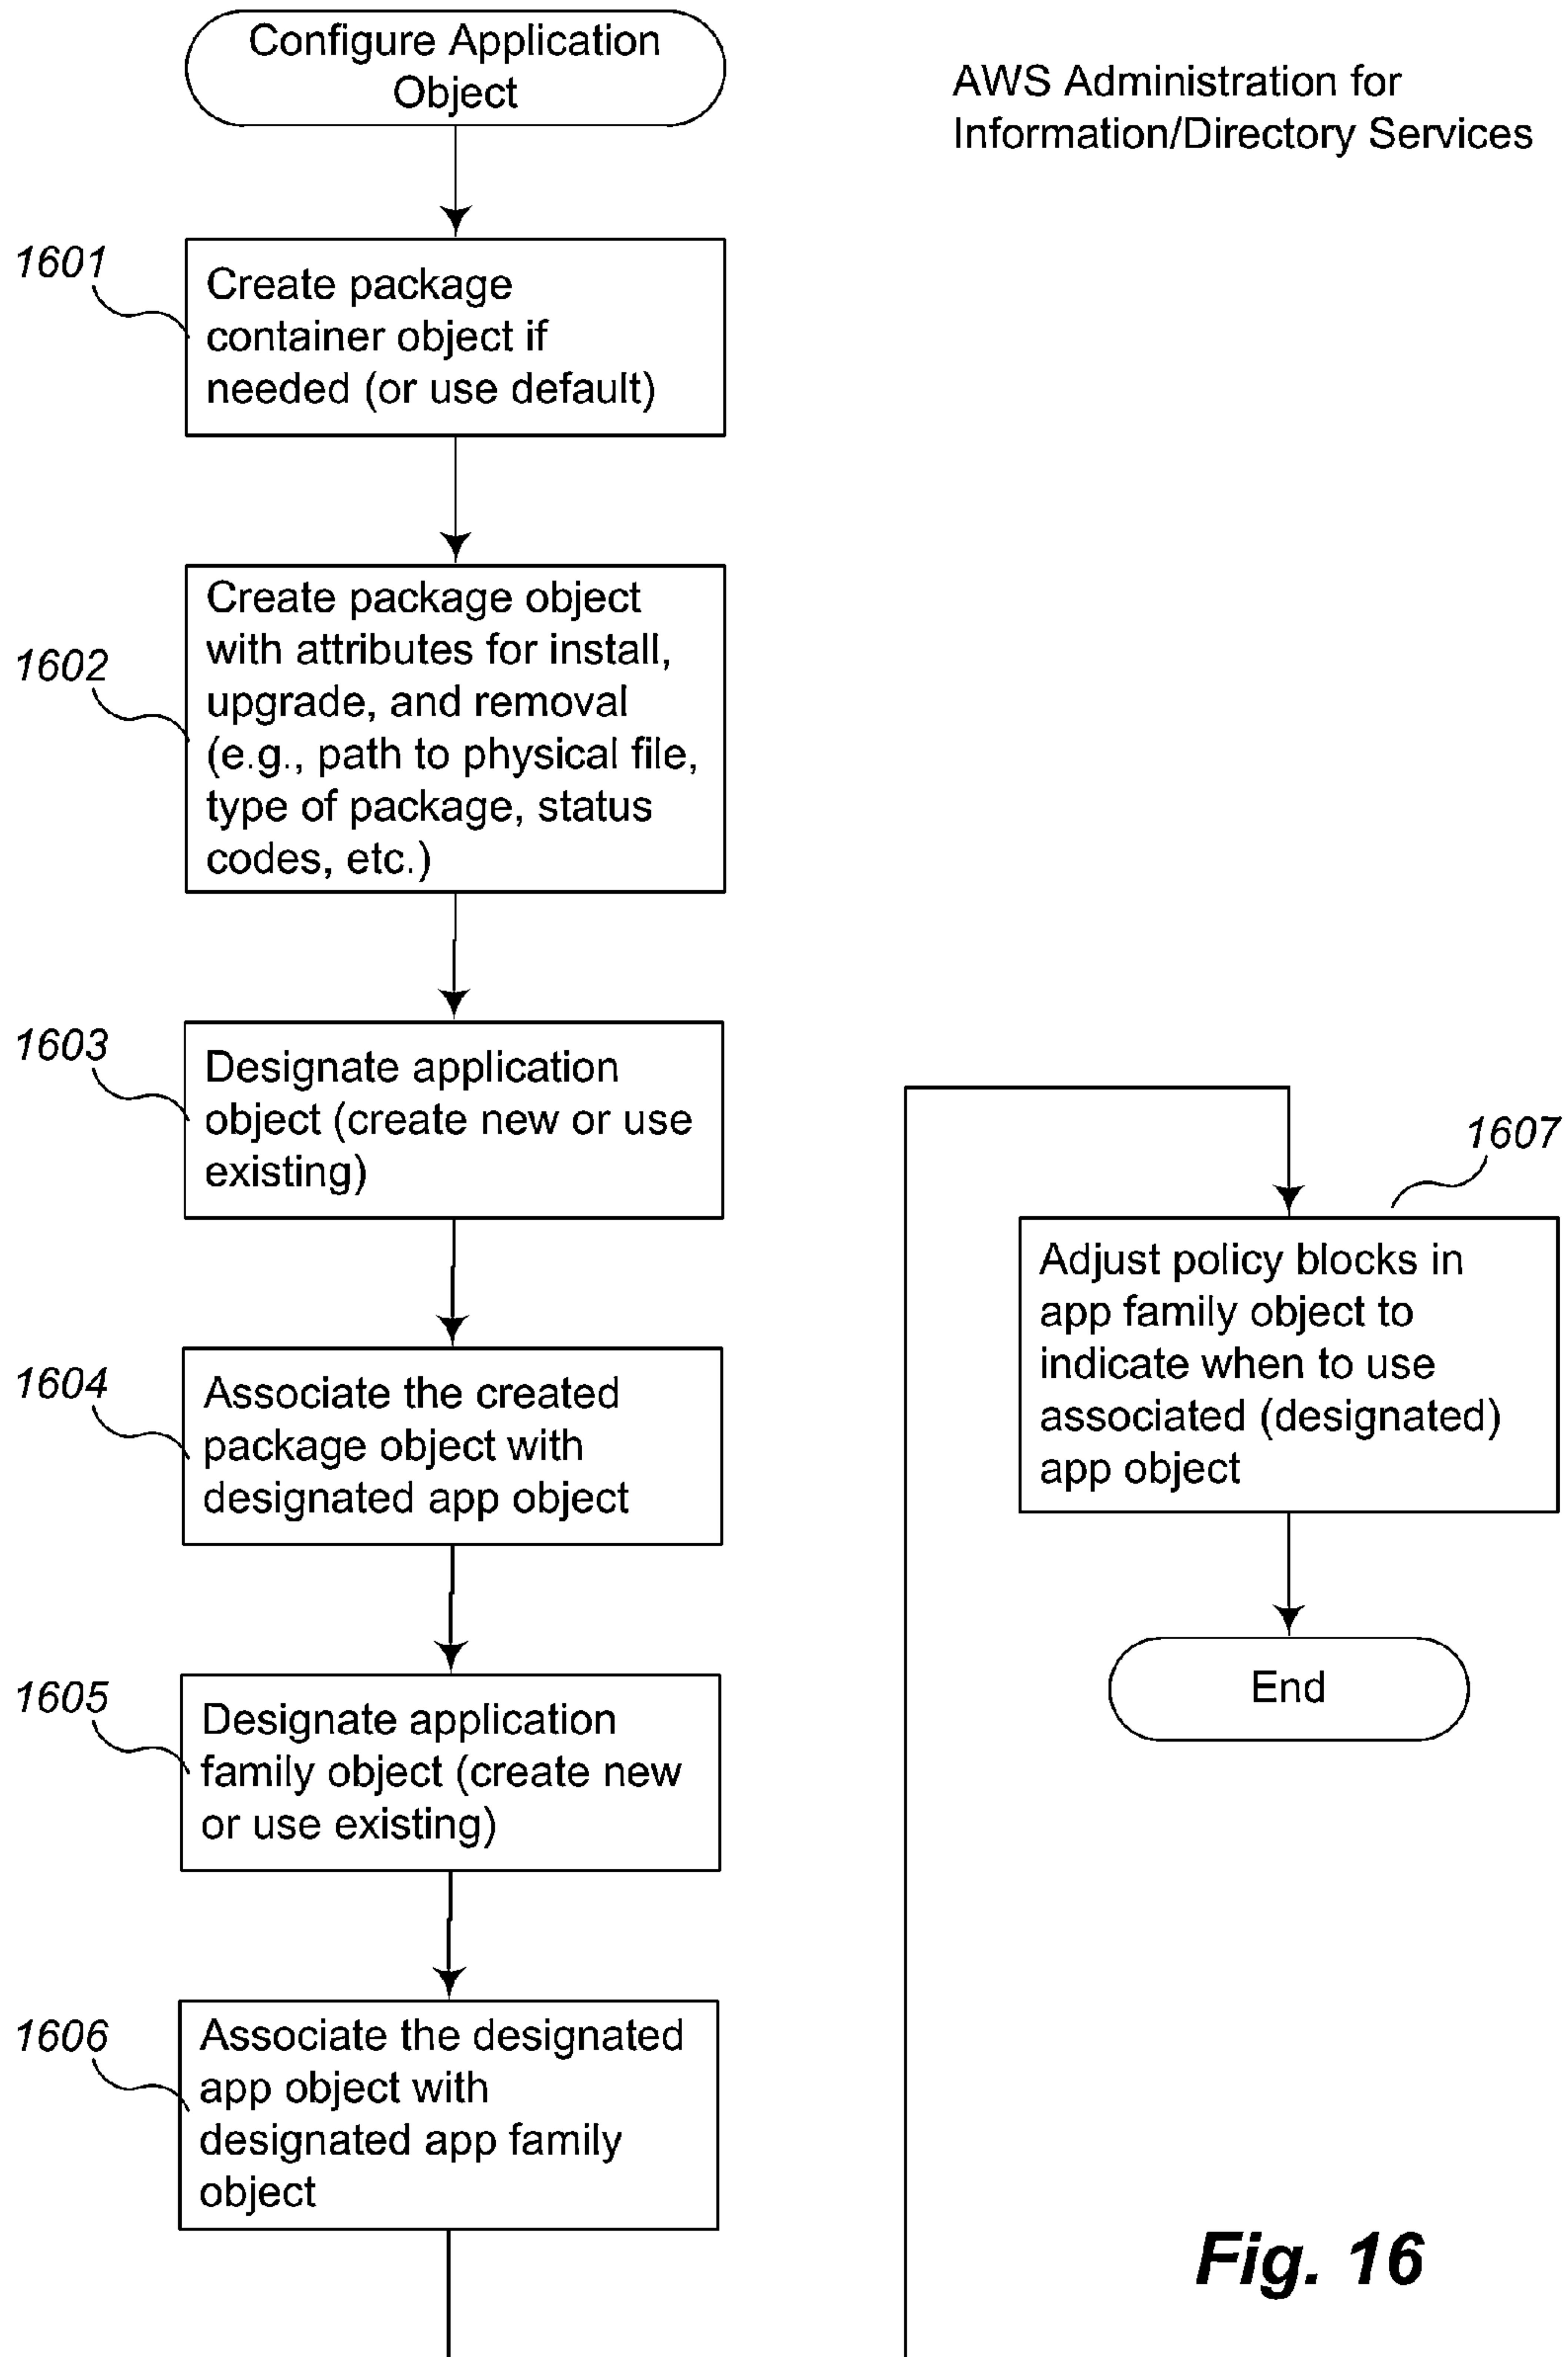 Configure Application
Object
AWS Administration for
Information/Directory Services
1601
Create package
container object if
needed (or use default)
1602
Create package object
with attributes for install,
upgrade, and removal
(e.g., path to physical file,
type of package, status
codes, etc.)
1603
Designate application
object (create new or use
existing)
1604
Associate the created
package object with
designated app object
1605
Designate application
family object (create new
or use existing)
1606
Associate the designated
app object with
designated app family
object
1607
Adjust policy blocks in
app family object to
indicate when to use
associated (designated)
app object
End
Fig. 16